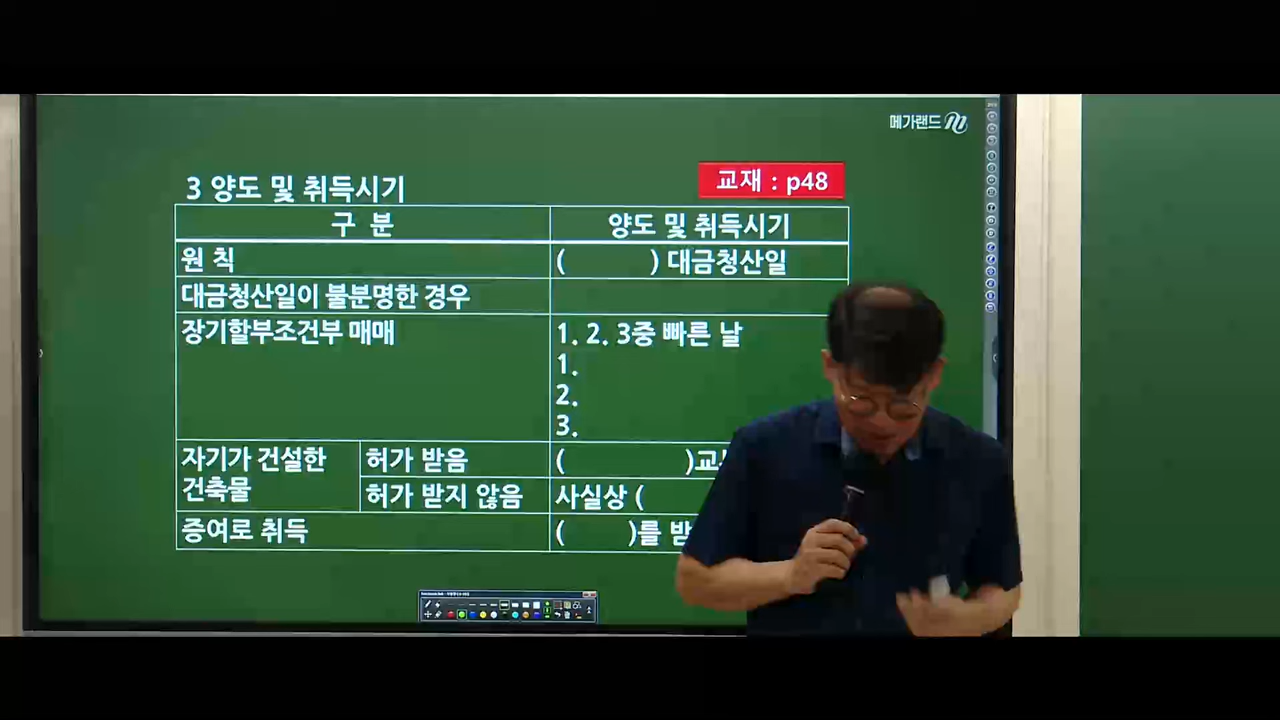 메가랜드
3 양도 및 취득시기
교재 : p48
구 분
양도 및 취득시기
원 칙
( ) 대금청산일
대금청산일이 불분명한 경우
장기할부조건부 매매
1. 2. 3중 빠른 날
1.
2.
3.
자기가 건설한
건축물
허가 받음
( )교
허가 받지 않음
사실상 (
증여로 취득
( )를 받